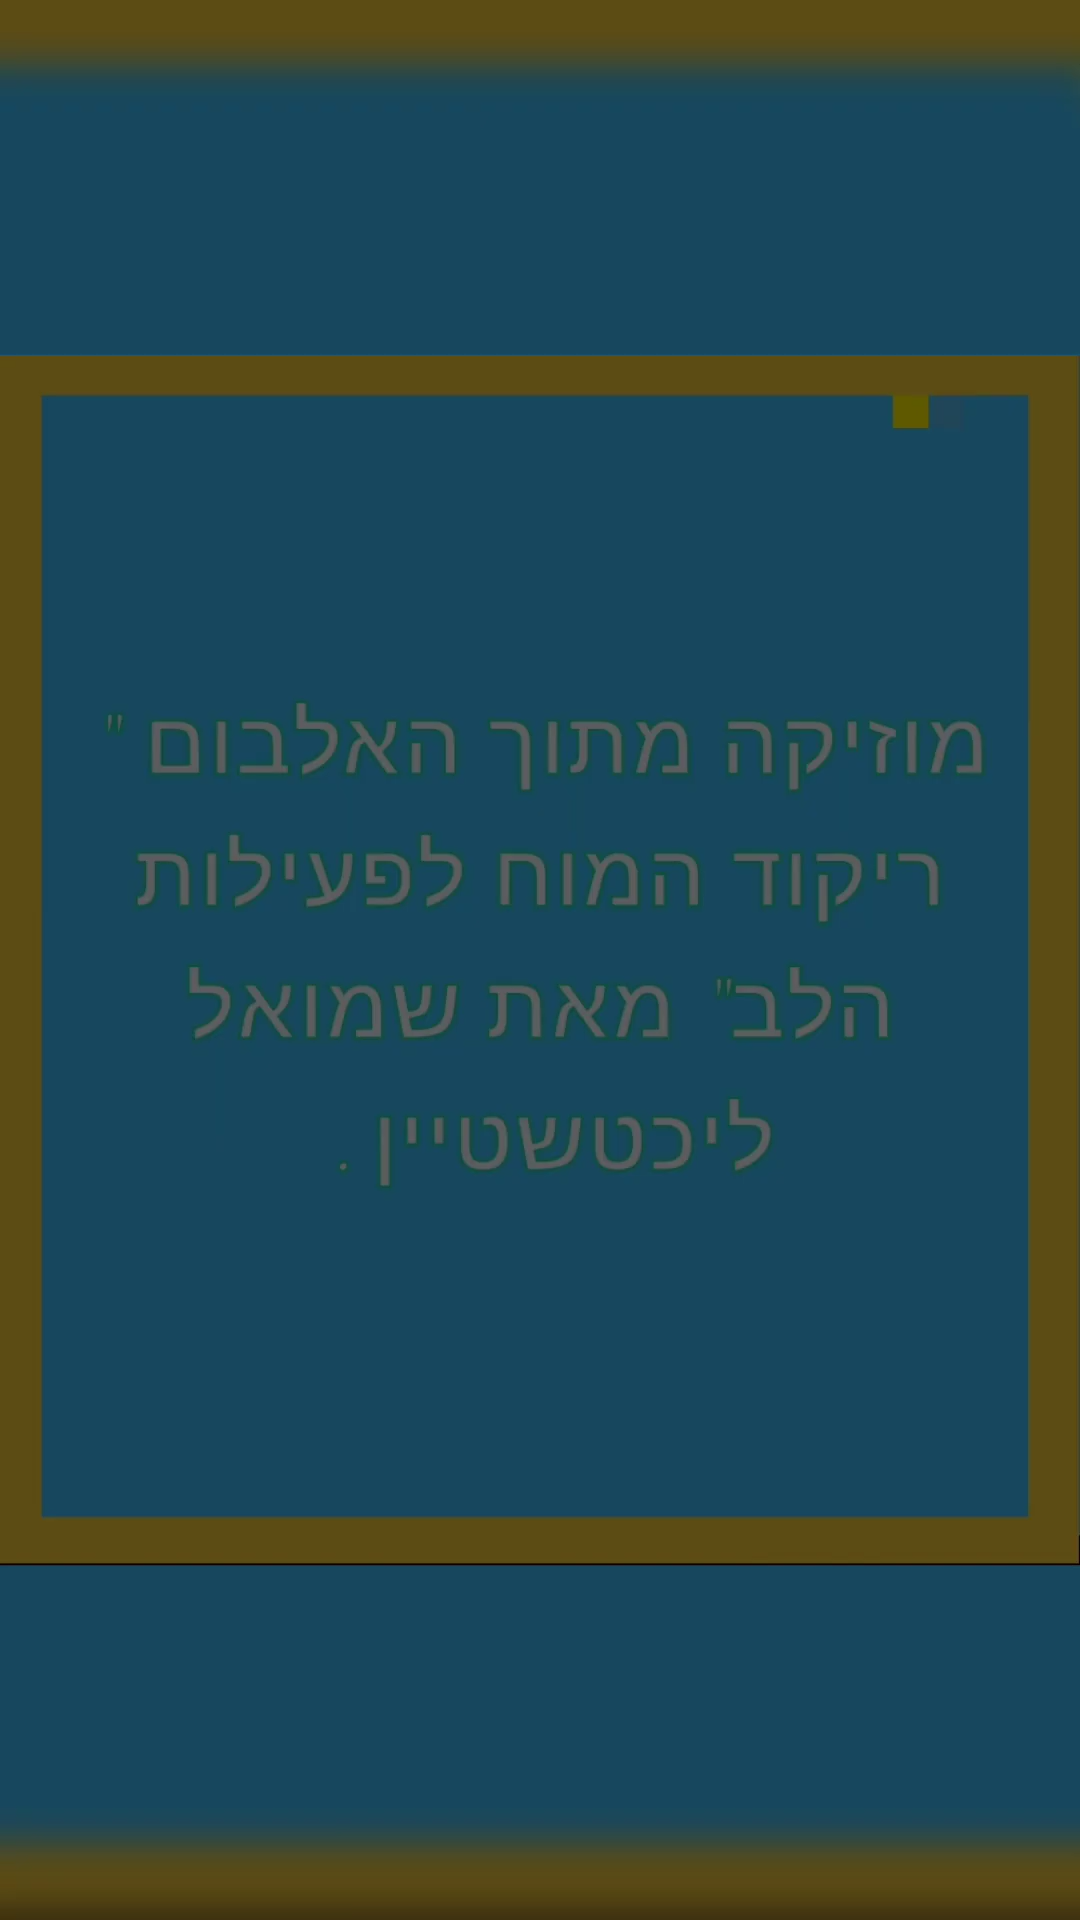 מוזיקה מתוך האלבום "
ריקוד המוח לפעילות
הלב" מאת שמואל
ליכטשטיין .